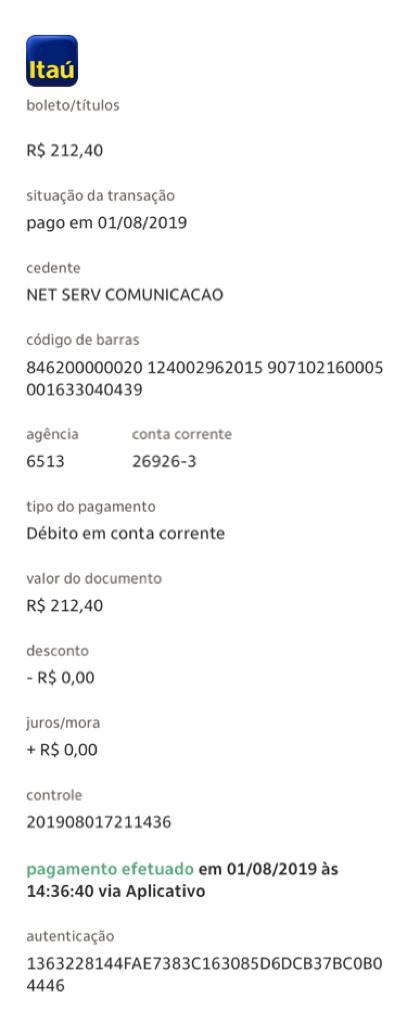 Itaú
boleto/títulos
R$ 212,40
situação da transação
pago em 01/08/2019
cedente
NET SERV COMUNICACAO
código de barras
846200000020 124002962015 907102160005
001633040439
agência conta corrente
6513 26926-3
tipo do pagamento
Débito em conta corrente
valor do documento
R$ 212,40
desconto
- R$ 0,00
juros/mora
+ R$ 0,00
controle
201908017211436
pagamento efetuado em 01/08/2019 às
14:36:40 via Aplicativo
autenticação
1363228144FAE7383C163085D6DCB37BC0B0
4446